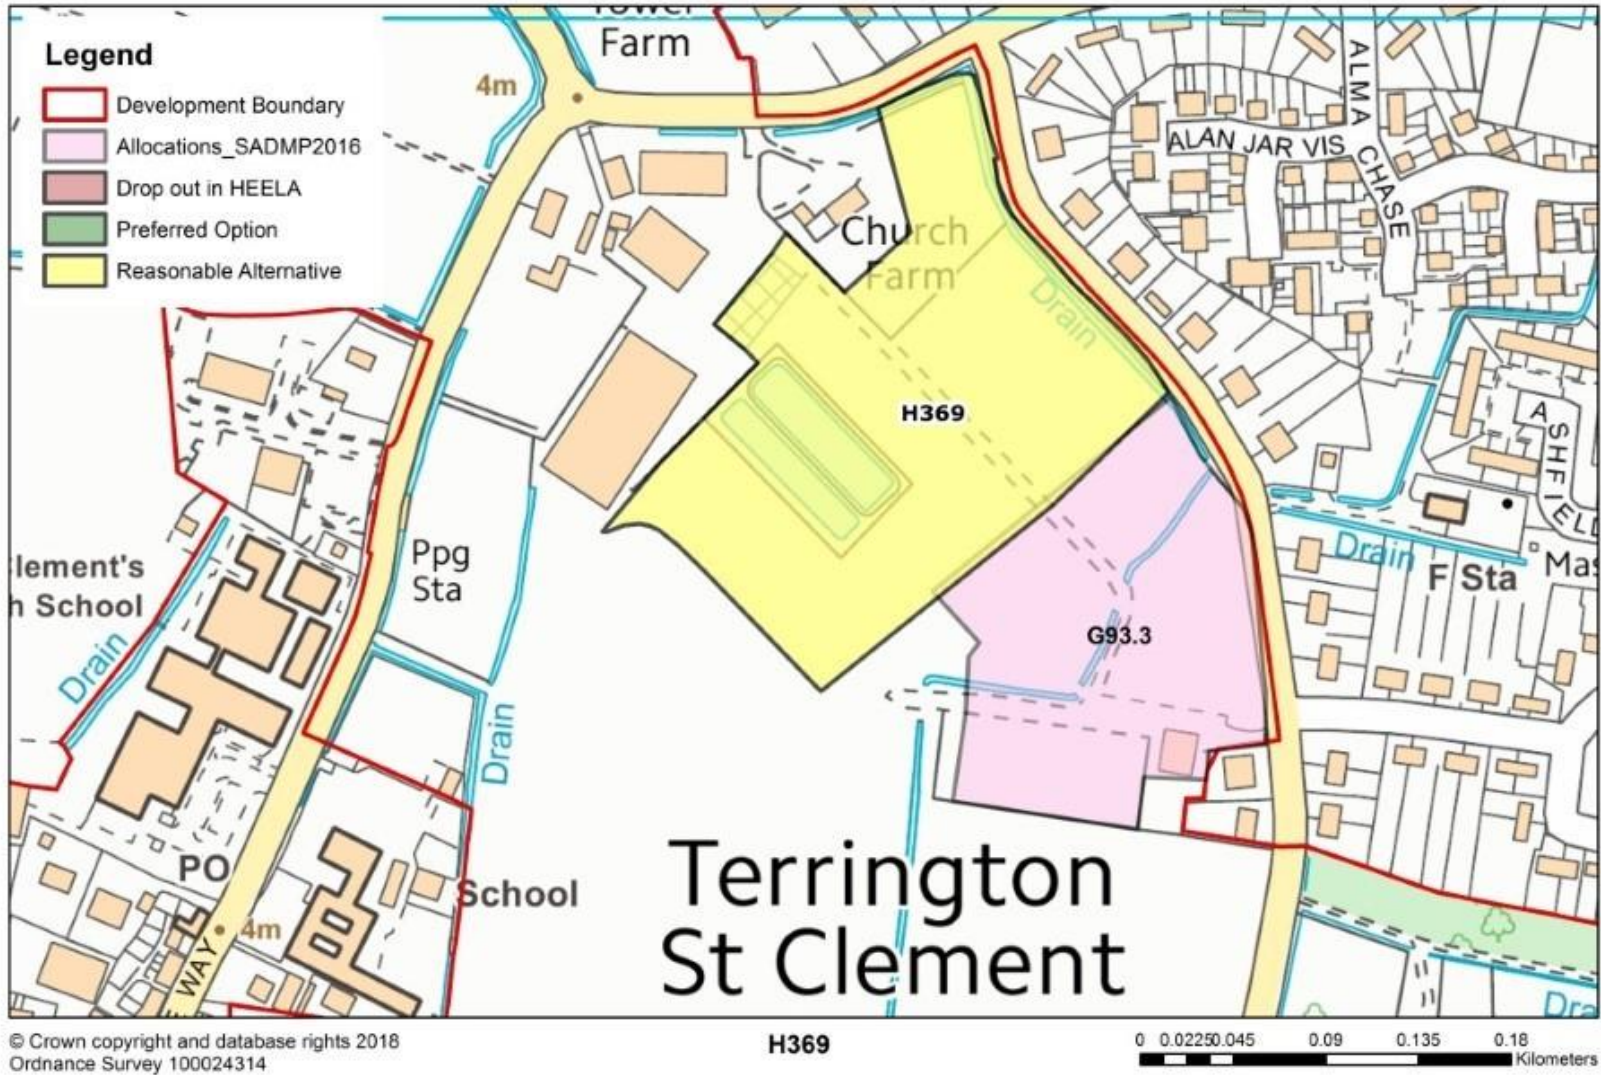 Legend
Development Boundary
Allocations_SADMP2016
Drop out in HEELA
Preferred Option
Reasonable Alternative
Tower
Farm
4m
ALMA CHASE
ALAN JAR VIS
Church
Farm
Drain
H369
ASHFIEL
Ppg
Sta
lement's
h School
Drain
Drain
F Sta
Mas
G93.3
Drain
Terrington
St Clement
PO
School
4m
WAY
Dra
© Crown copyright and database rights 2018
Ordnance Survey 100024314
H369
0 0.0225 0.045 0.09 0.135 0.18
Kilometers